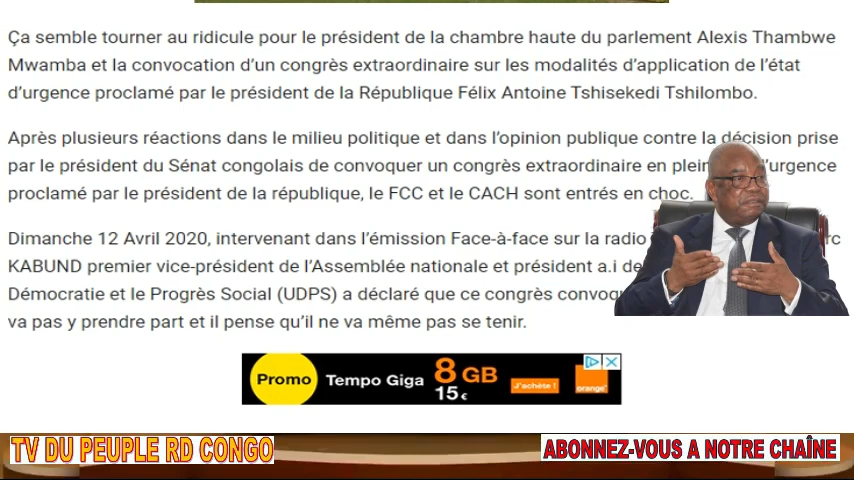 Ça semble tourner au ridicule pour le président de la chambre haute du parlement Alexis Thambwe
Mwamba et la convocation d'un congrès extraordinaire sur les modalités d'application de l'état
d'urgence proclamé par le président de la République Félix Antoine Tshisekedi Tshilombo.
Après plusieurs réactions dans le milieu politique et dans l'opinion publique contre la décision prise
par le président du Sénat congolais de convoquer un congrès extraordinaire en plein d'urgence
proclamé par le président de la république, le FCC et le CACH sont entrés en choc.
Dimanche 12 Avril 2020, intervenant dans l'émission Face-à-face sur la radio
KABUND premier vice-président de l'Assemblée nationale et président a.i
Démocratie et le Progrès Social (UDPS) a déclaré que ce congrès
va pas y prendre part et il pense qu'il ne va même pas se tenir.
Promo Tempo Giga 8 GB 15 € J'achète ! orange
TV DU PEUPLE RD CONGO
ABONNEZ-VOUS A NOTRE CHAÎNE